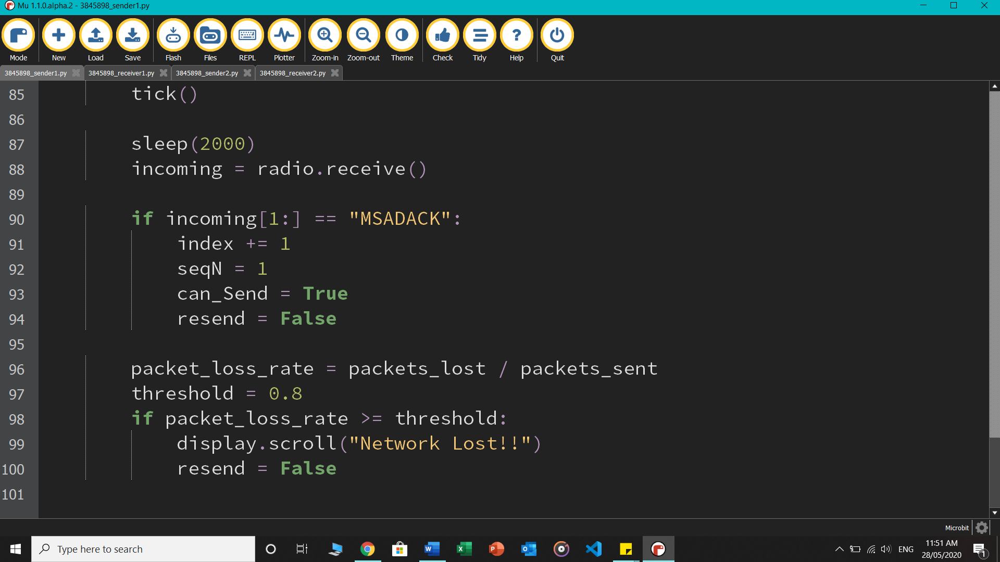 Mu 1.1.0.alpha.2 - 3845898_sender1.py
Mode New Load Save Flash Files REPL Plotter Zoom-in Zoom-out Theme Check Tidy Help Quit
3845898_sender1.py 3845898_receiver1.py 3845898_sender2.py 3845898_receiver2.py
85 tick()
86
87 sleep(2000)
88 incoming = radio.receive()
89
90 if incoming[1:] == "MSADACK":
91 index += 1
92 seqN = 1
93 can_Send = True
94 resend = False
95
96 packet_loss_rate = packets_lost / packets_sent
97 threshold = 0.8
98 if packet_loss_rate >= threshold:
99 display.scroll("Network Lost!!")
100 resend = False
101
Microbit
Type here to search
ENG
11:51 AM
28/05/2020
1